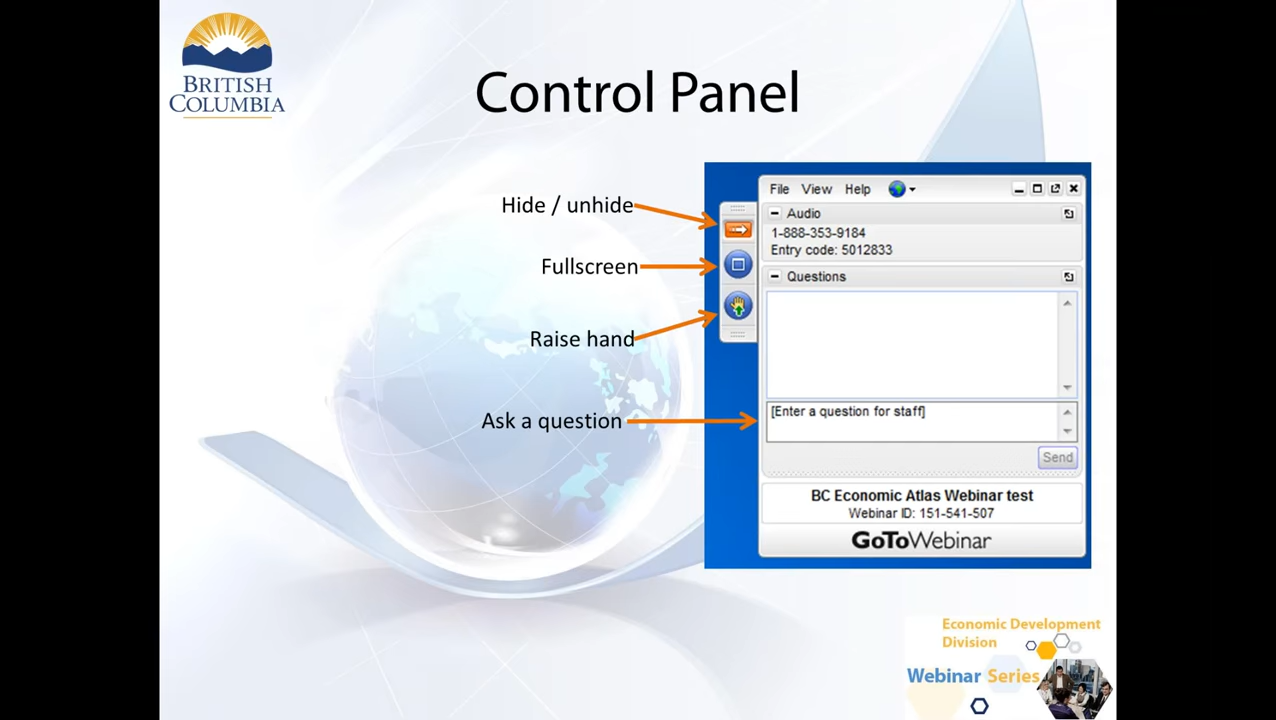 BRITISH
COLUMBIA
Control Panel
Hide / unhide
Fullscreen
Raise hand
Ask a question
File View Help
Audio
1-888-353-9184
Entry code: 5012833
Questions
[Enter a question for staff]
Send
BC Economic Atlas Webinar test
Webinar ID: 151-541-507
GoToWebinar
Economic Development
Division
Webinar Series